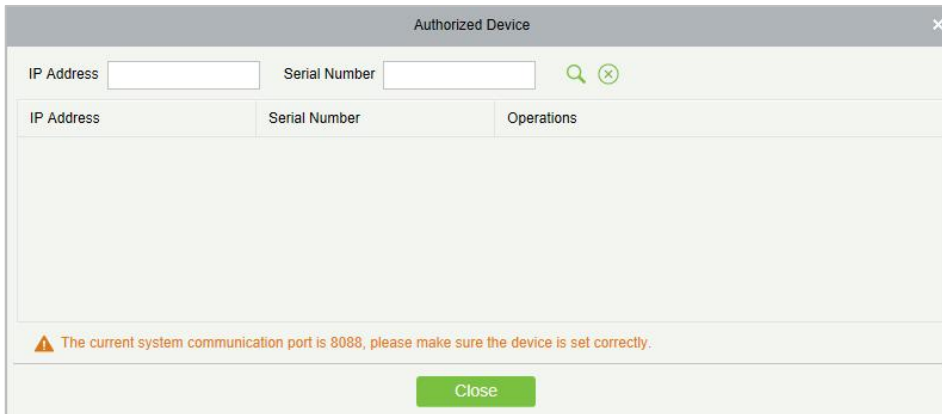 Authorized Device
IP Address Serial Number
IP Address Serial Number Operations
The current system communication port is 8088, please make sure the device is set correctly.
Close